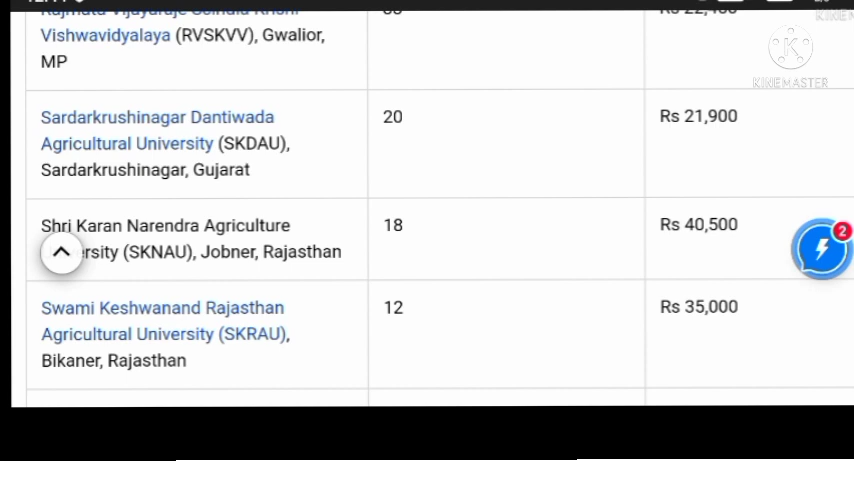 Vishwavidyalaya (RVSKVV), Gwalior,
MP
KINEMASTER
Sardarkrushinagar Dantiwada
Agricultural University (SKDAU),
Sardarkrushinagar, Gujarat
20
Rs 21,900
Shri Karan Narendra Agriculture
rsity (SKNAU), Jobner, Rajasthan
18
Rs 40,500
2
Swami Keshwanand Rajasthan
Agricultural University (SKRAU),
Bikaner, Rajasthan
12
Rs 35,000